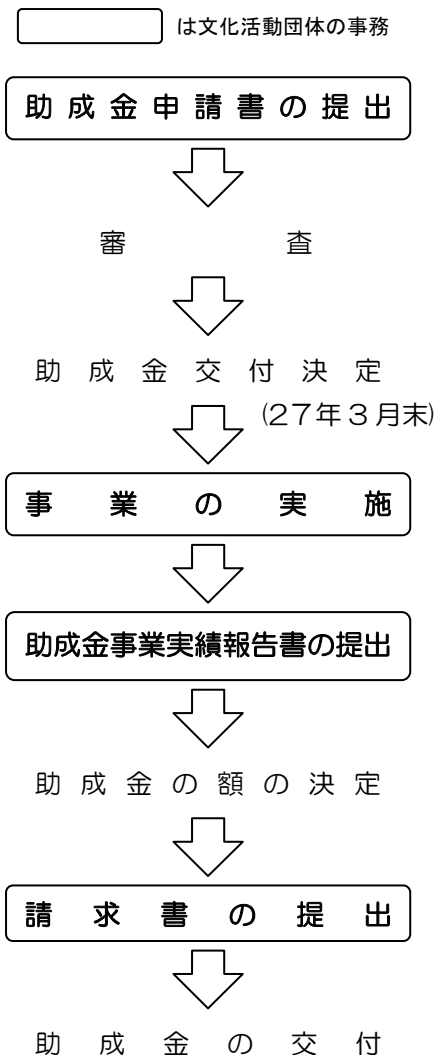 は文化活動団体の事務
助成金申請書の提出
審査
助成金交付決定
(27年3月末)
事業の実施
助成金事業実績報告書の提出
助成金の額の決定
請求書の提出
助成金の交付